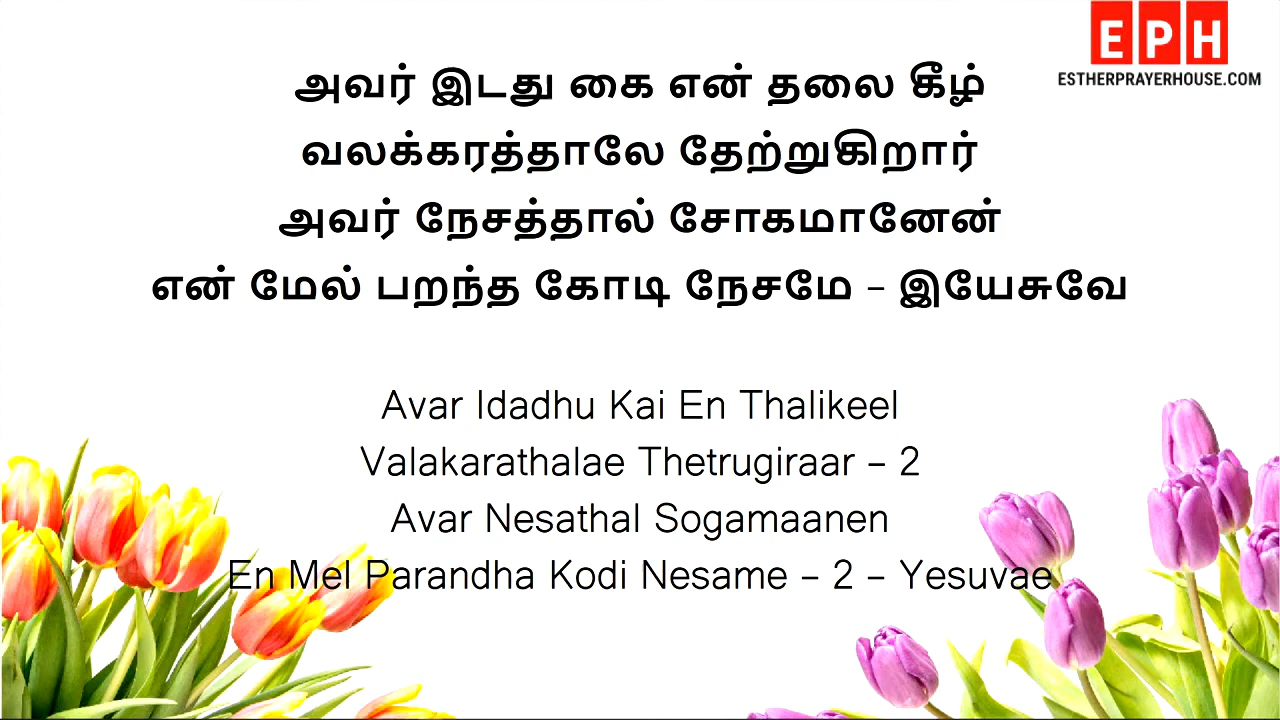 EPH
ESTHERPRAYERHOUSE.COM
அவர் இடது கை என் தலை கீழ்
வலக்கரத்தாலே தேற்றுகிறார்
அவர் நேசத்தால் சோகமானேன்
என் மேல் பறந்த கோடி நேசமே – இயேசுவே
Avar Idadhu Kai En Thalikeel
Valakarathalae Thetrugiraar – 2
Avar Nesathal Sogamaanen
En Mel Parandha Kodi Nesame – 2 – Yesuvae